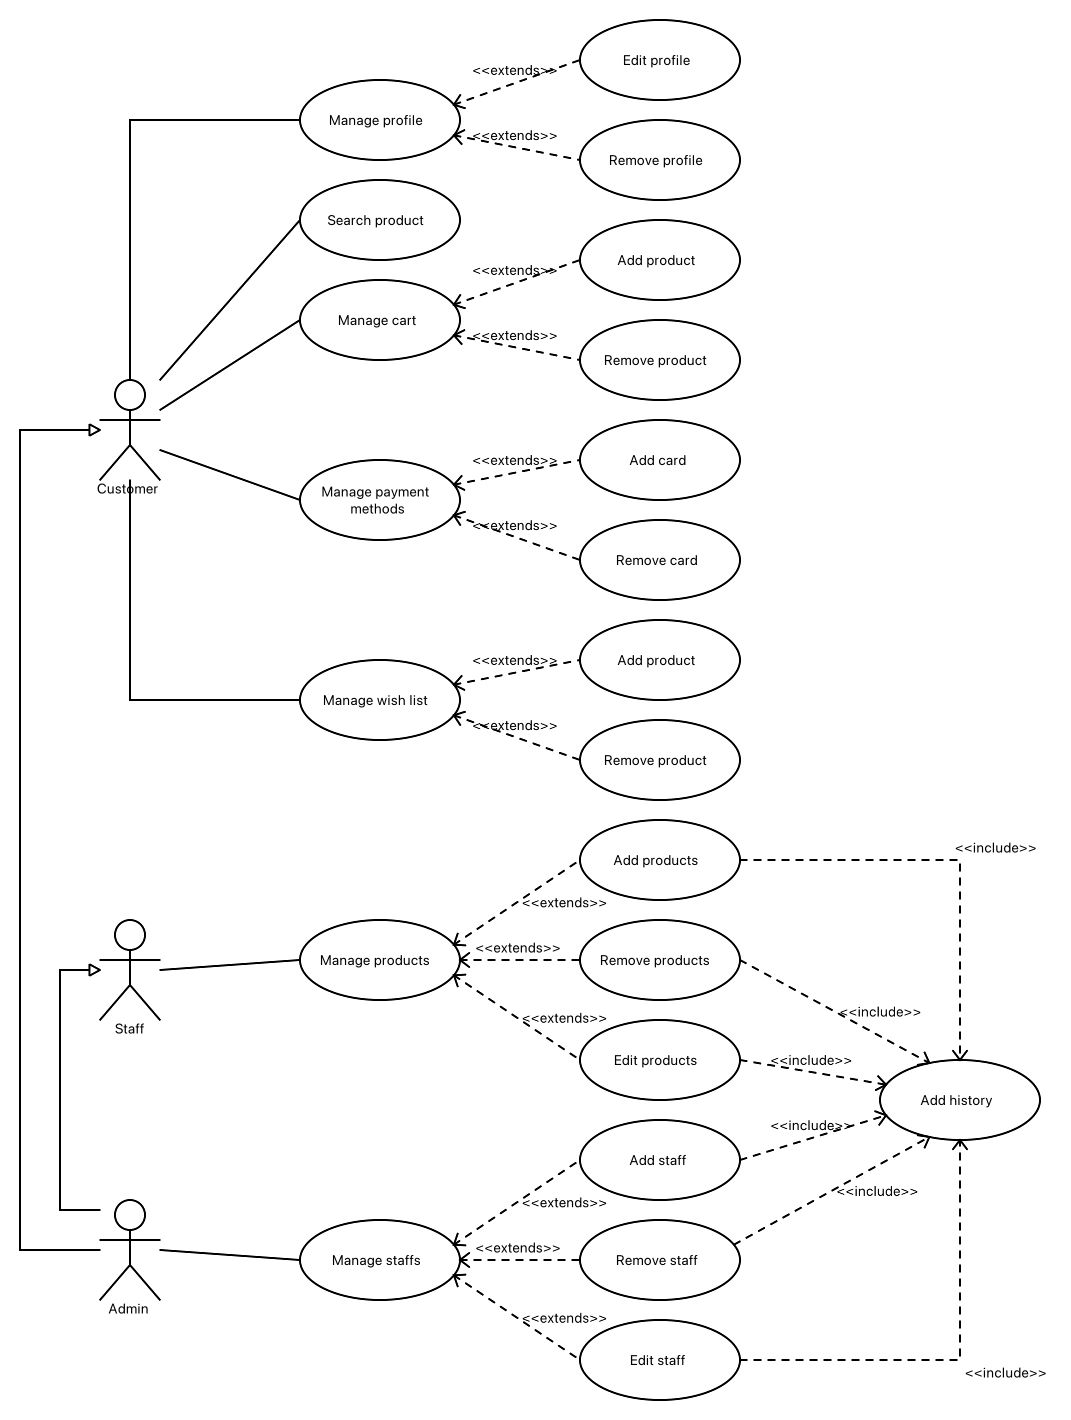 Edit profile
<<extends>>
Manage profile
<<extends>>
Remove profile
Search product
Add product
<<extends>>
Manage cart
<<extends>>
Remove product
Customer
Add card
<<extends>>
Manage payment
methods
<<extends>>
Remove card
Add product
<<extends>>
Manage wish list
<<extends>>
Remove product
<<include>>
Add products
<<extends>>
<<extends>>
Manage products
Remove products
<<include>>
<<extends>>
Staff
Edit products
<<include>>
Add history
<<include>>
Add staff
<<include>>
<<extends>>
<<extends>>
Manage staffs
Remove staff
Admin
<<extends>>
Edit staff
<<include>>